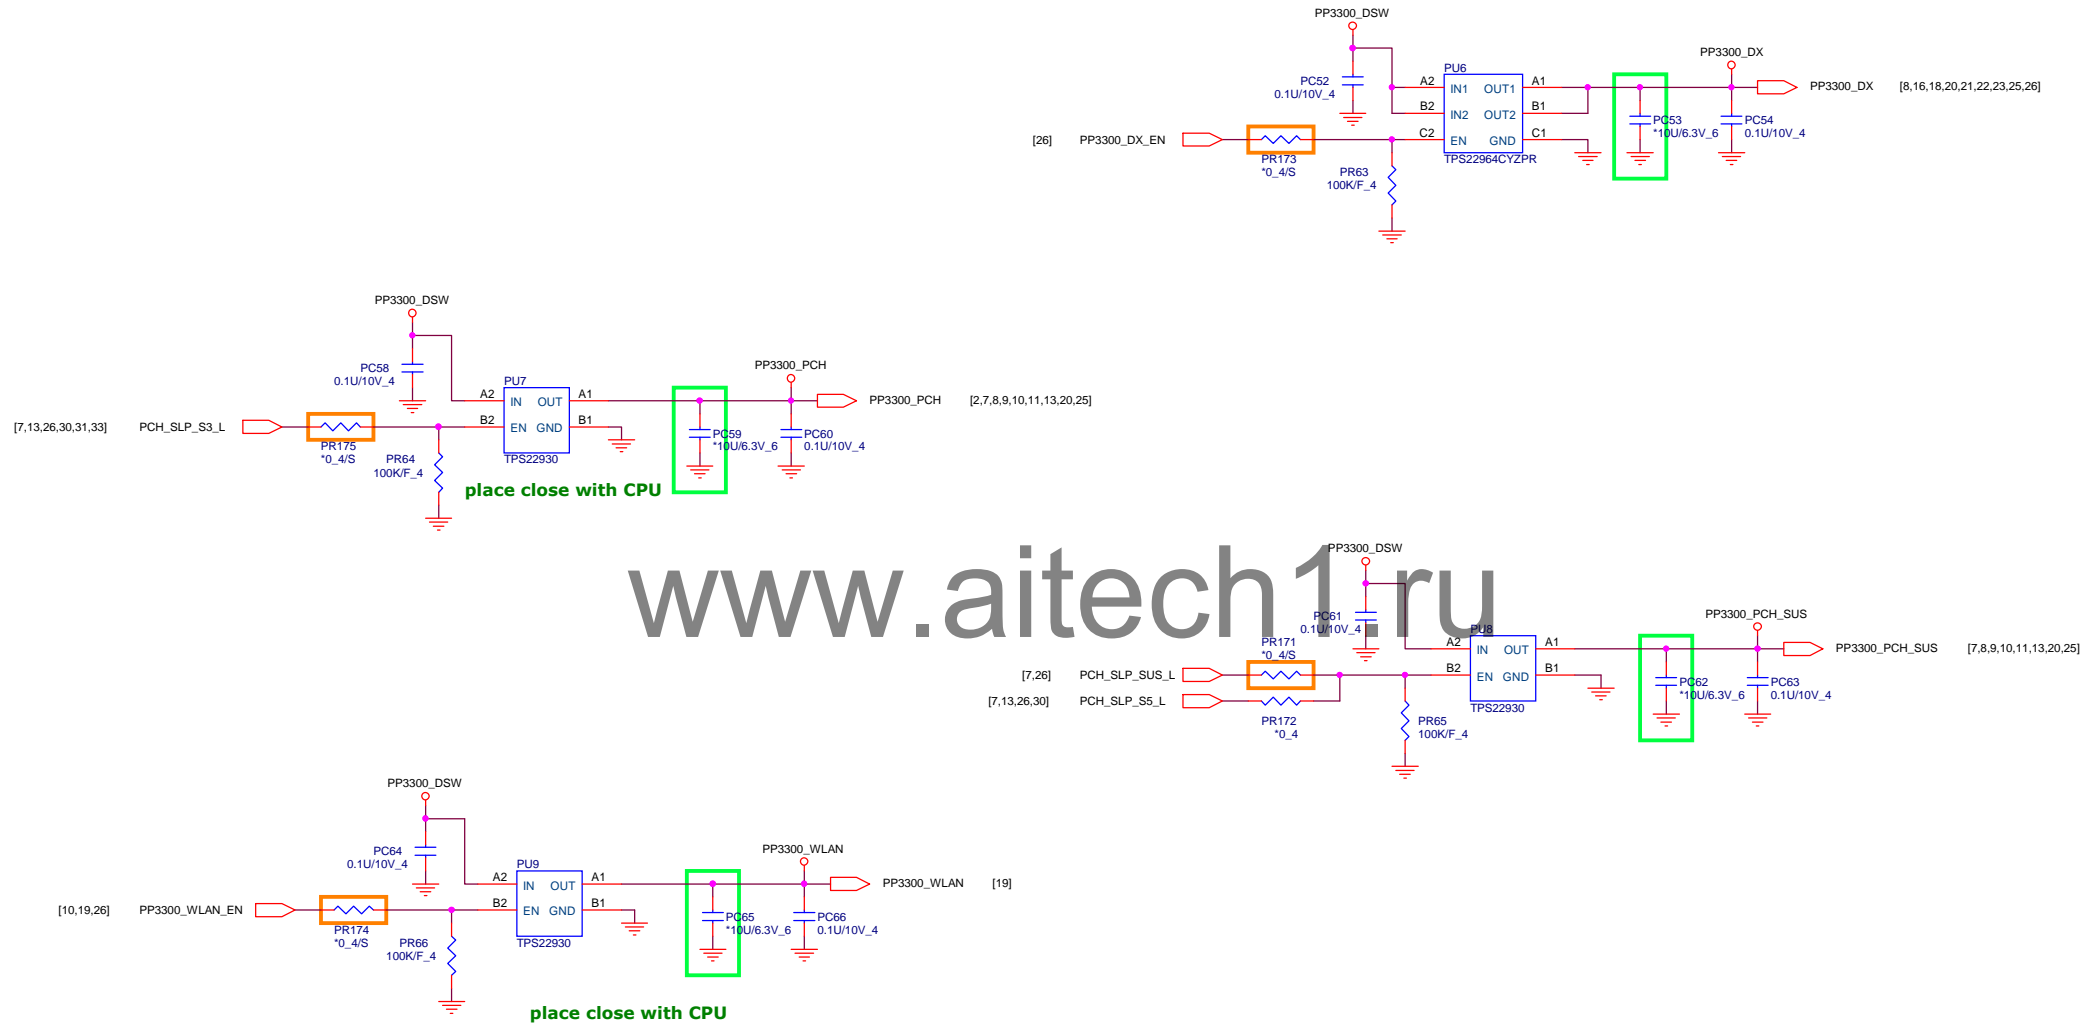 PP3300_DSW
PC52
0.1U/10V_4
PU6
A2 IN1 OUT1 A1
B2 IN2 OUT2 B1
C2 EN GND C1
TPS22964CYZPR
PP3300_DX
PP3300_DX [8,16,18,20,21,22,23,25,26]
PC53
*10U/6.3V_6
PC54
0.1U/10V_4
[26] PP3300_DX_EN
PR173
*0_4/S
PR63
100K/F_4
PP3300_DSW
PC58
0.1U/10V_4
PU7
A2 IN OUT A1
B2 EN GND B1
TPS22930
PP3300_PCH
PP3300_PCH [2,7,8,9,10,11,13,20,25]
[7,13,26,30,31,33] PCH_SLP_S3_L
PR175
*0_4/S
PR64
100K/F_4
PC59
*10U/6.3V_6
PC60
0.1U/10V_4
place close with CPU
www.aitech1.ru
PP3300_DSW
PC61
0.1U/10V_4
PU8
A2 IN OUT A1
B2 EN GND B1
TPS22930
PP3300_PCH_SUS
PP3300_PCH_SUS [7,8,9,10,11,13,20,25]
PR171
*0_4/S
[7,26] PCH_SLP_SUS_L
[7,13,26,30] PCH_SLP_S5_L
PR172
*0_4
PR65
100K/F_4
PC62
*10U/6.3V_6
PC63
0.1U/10V_4
PP3300_DSW
PC64
0.1U/10V_4
PU9
A2 IN OUT A1
B2 EN GND B1
TPS22930
PP3300_WLAN
PP3300_WLAN [19]
[10,19,26] PP3300_WLAN_EN
PR174
*0_4/S
PR66
100K/F_4
PC65
*10U/6.3V_6
PC66
0.1U/10V_4
place close with CPU